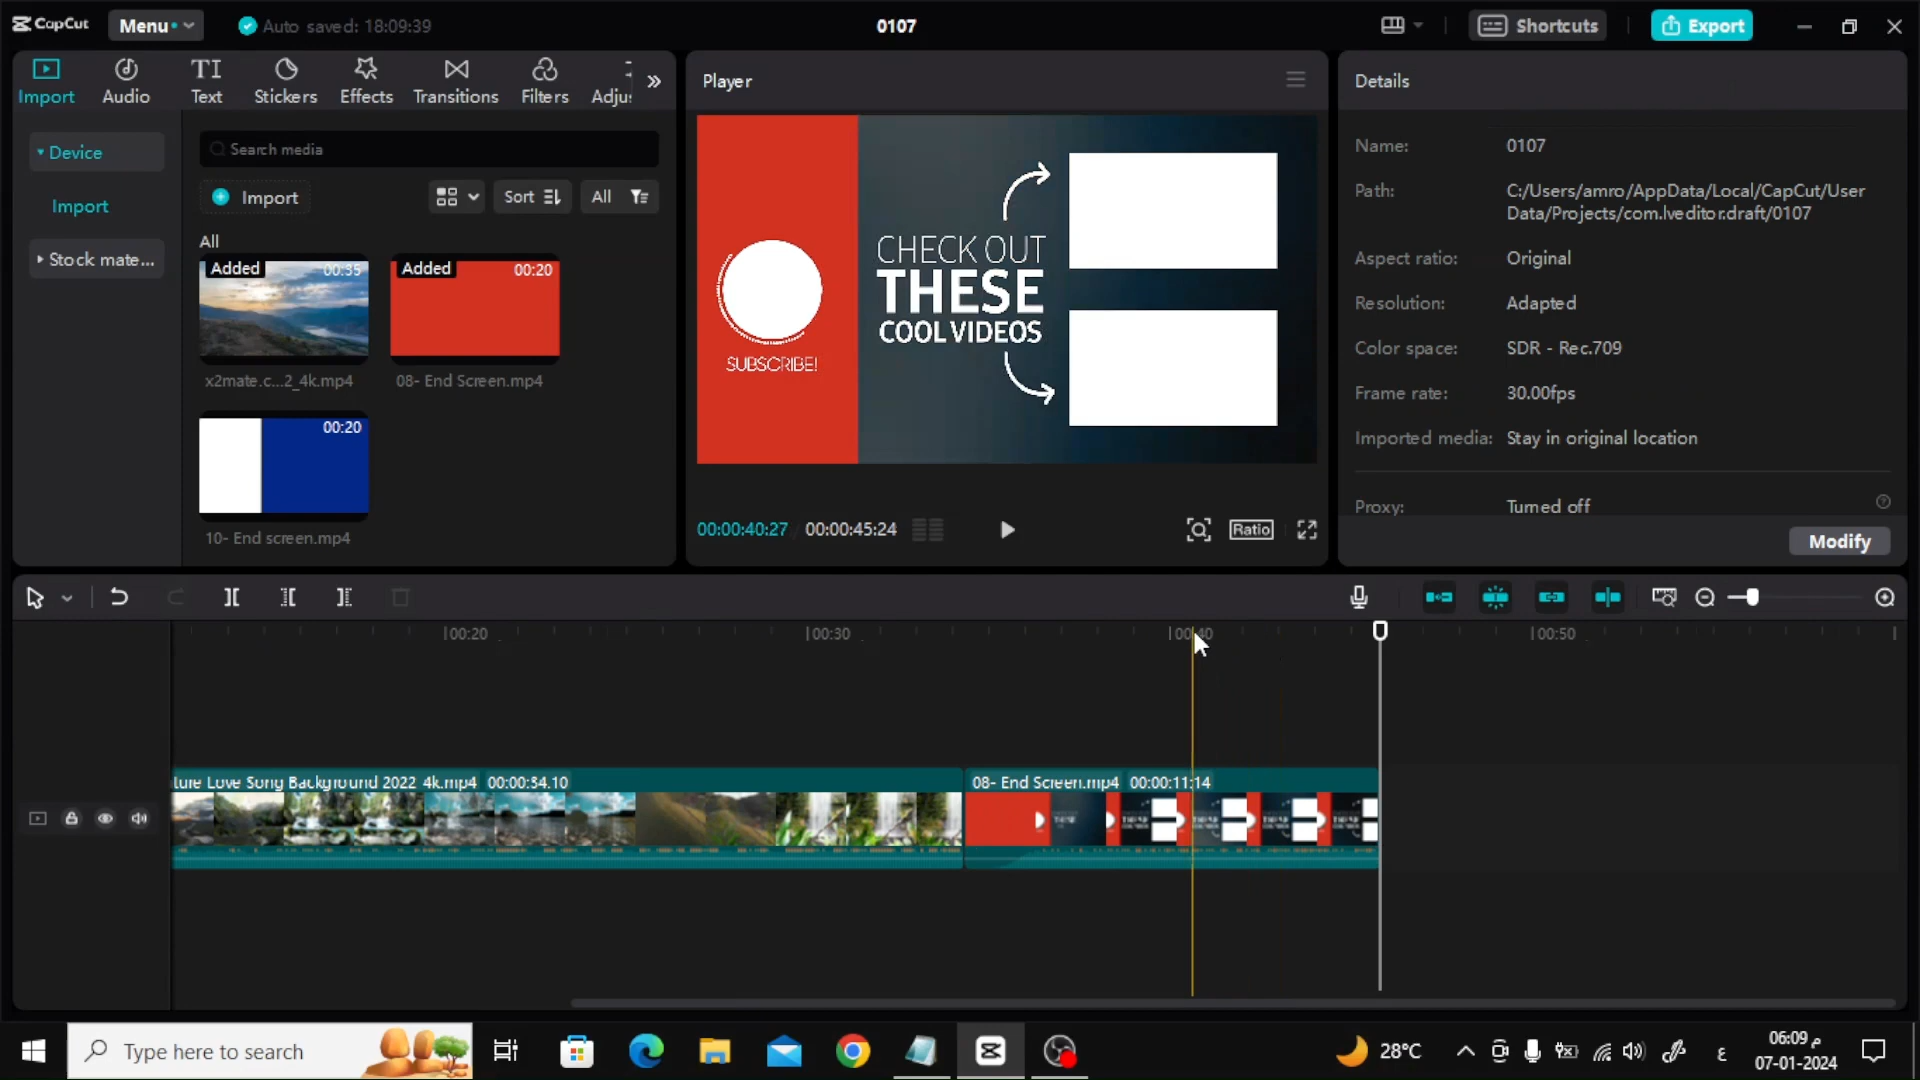 CapCut
Menu
Auto saved: 18:09:39
0107
Shortcuts
Export
Import
Audio
TI
Text
Stickers
Effects
Transitions
Filters
Adju
Player
Details
Device
Import
Stock mate...
Search media
Import
Sort
All
All
Added
00:35
Added
00:20
x2mate.c...2_4k.mp4
08- End Screen.mp4
00:20
10- End screen.mp4
CHECK OUT
THESE
COOL VIDEOS
SUBSCRIBE!
00:00:40:27
00:00:45:24
Ratio
Name:
0107
Path:
C:/Users/amro/AppData/Local/CapCut/User
Data/Projects/com.lveditor.draft/0107
Aspect ratio:
Original
Resolution:
Adapted
Color space:
SDR - Rec.709
Frame rate:
30.00fps
Imported media:
Stay in original location
Proxy:
Turned off
Modify
00:20
00:30
00:40
00:50
ture Love Song Background 2022 4k.mp4 00:00:34:10
08- End Screen.mp4 00:00:11:14
Type here to search
28°C
ع
06:09 م
07-01-2024